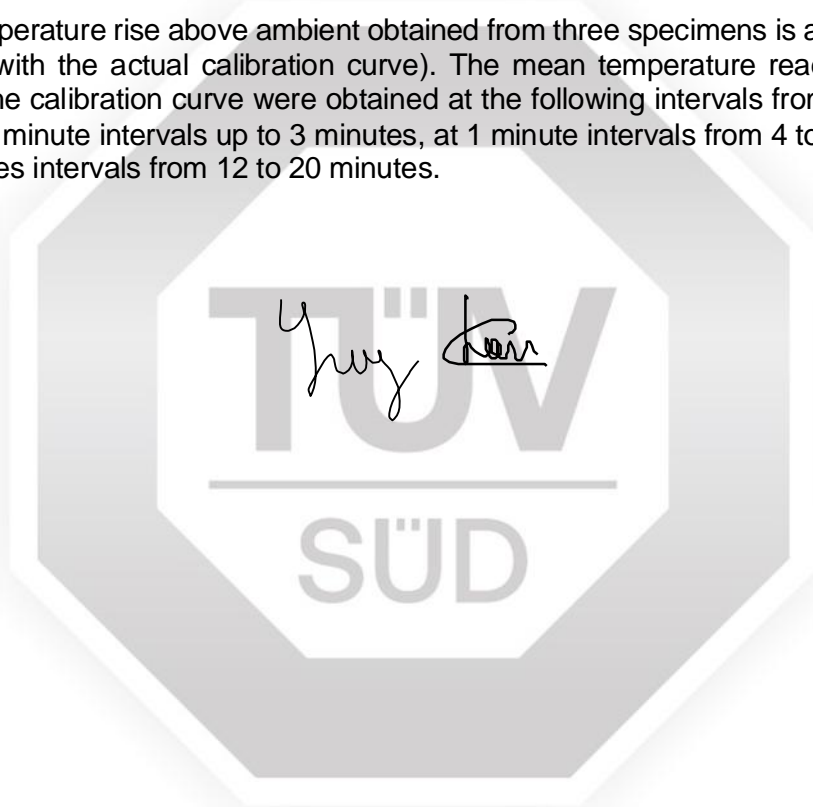 perature rise above ambient obtained from three specimens is a
with the actual calibration curve). The mean temperature rea
ne calibration curve were obtained at the following intervals fror
minute intervals up to 3 minutes, at 1 minute intervals from 4 to
es intervals from 12 to 20 minutes.
TÜV
SÜD